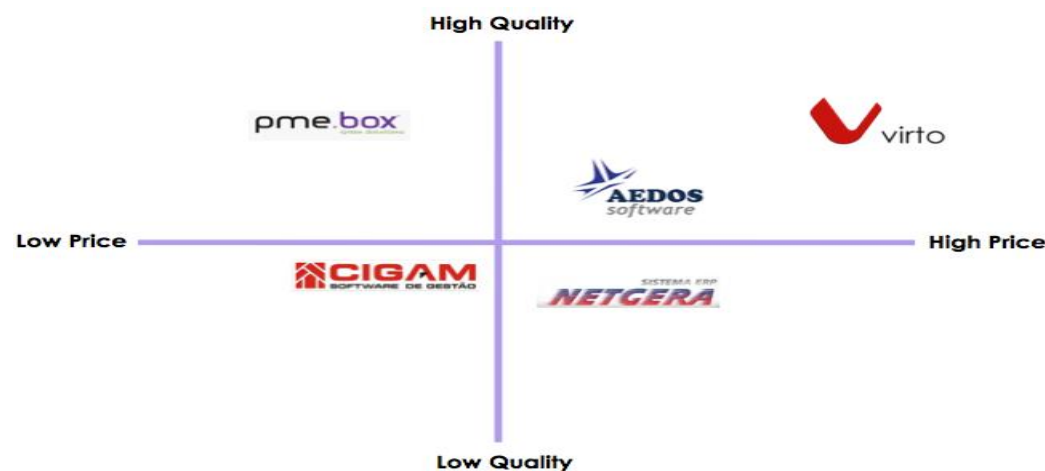 High Quality
pme.box
virto
AEDOS
software
Low Price
High Price
CIGAM
SOFTWARE DE GESTÃO
SISTEMA ERP
NETGERA
Low Quality